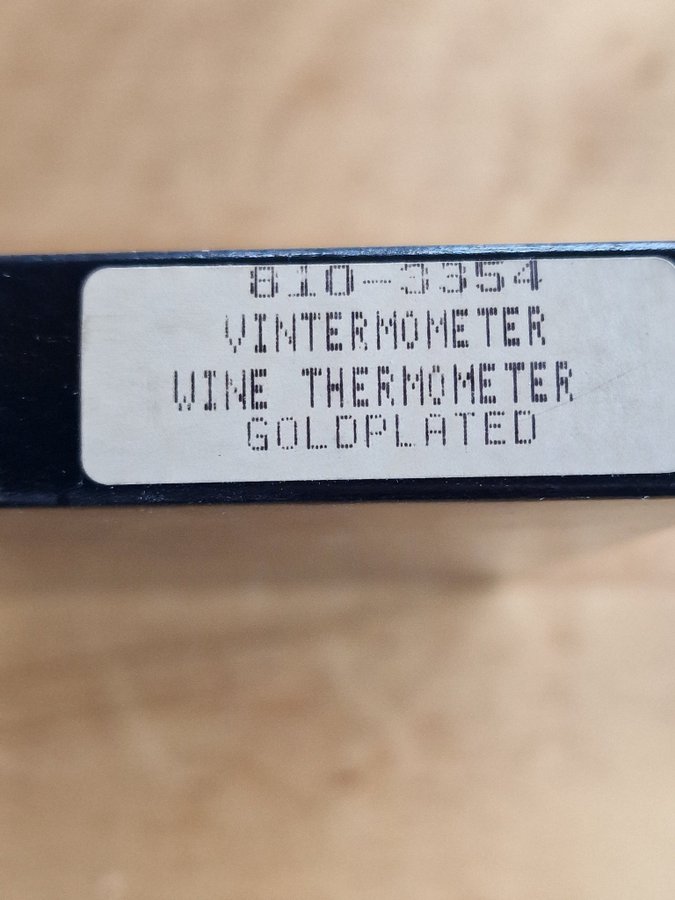 810-3354
VINTERMOMETER
WINE THERMOMETER
GOLDPLATED